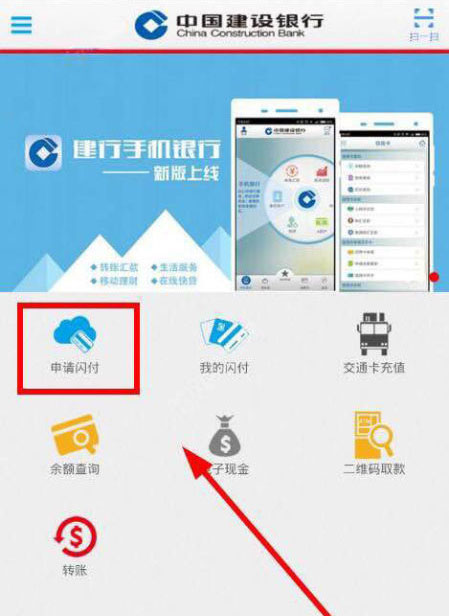 中国建设银行
China Construction Bank
扫一扫
建行手机银行
——新版上线
◆转账汇款 ◆生活服务
◆移动理财 ◆在线快贷
申请闪付
我的闪付
交通卡充值
余额查询
子现金
二维码取款
转账